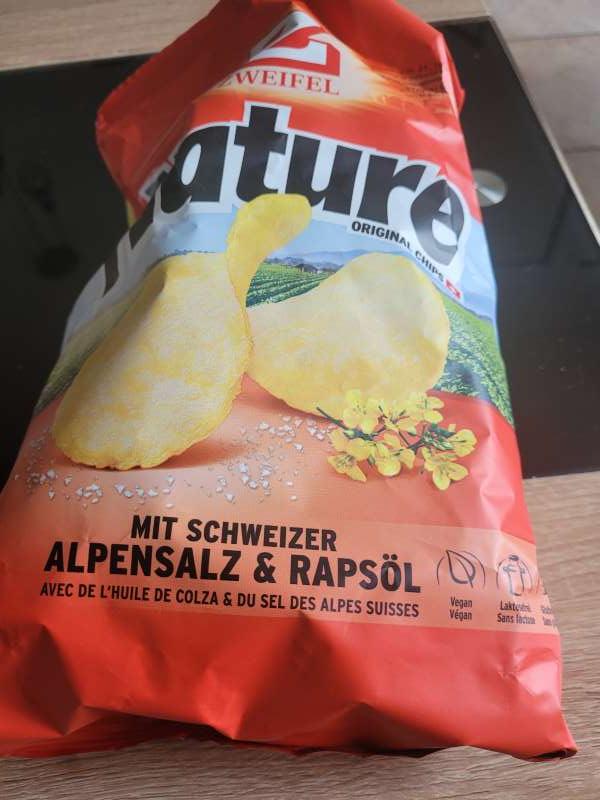 ZWEIFEL
Nature
ORIGINAL CHIPS
MIT SCHWEIZER
ALPENSALZ & RAPSÖL
AVEC DE L'HUILE DE COLZA & DU SEL DES ALPES SUISSES
Vegan
Végan
Laktosefrei
Sans lactose